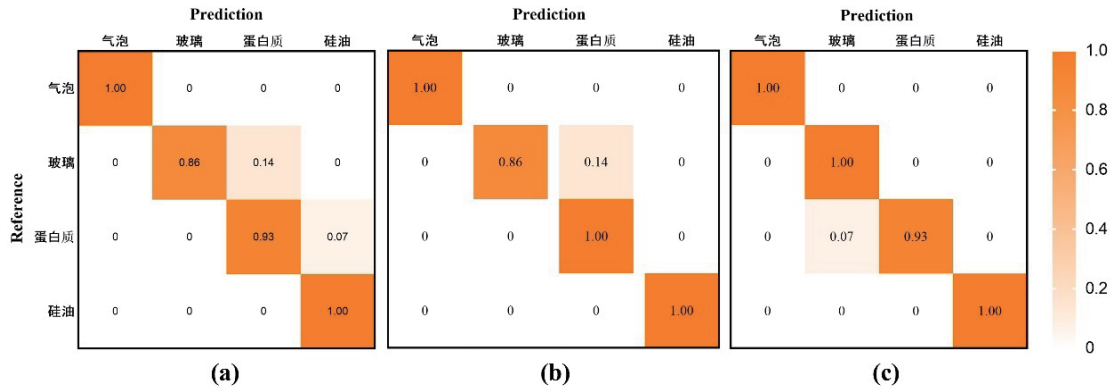 Prediction Prediction Prediction
气泡 玻璃 蛋白质 硅油 气泡 玻璃 蛋白质 硅油 气泡 玻璃 蛋白质 硅油
1.0
气泡 1.00 0 0 0 1.00 0 0 0 1.00 0 0 0
0.8
玻璃 0 0.86 0.14 0 0 0.86 0.14 0 0 1.00 0 0
0.6
Reference
0.4
蛋白质 0 0 0.93 0.07 0 0 1.00 0 0 0.07 0.93 0
0.2
硅油 0 0 0 1.00 0 0 0 1.00 0 0 0 1.00
0
(a) (b) (c)